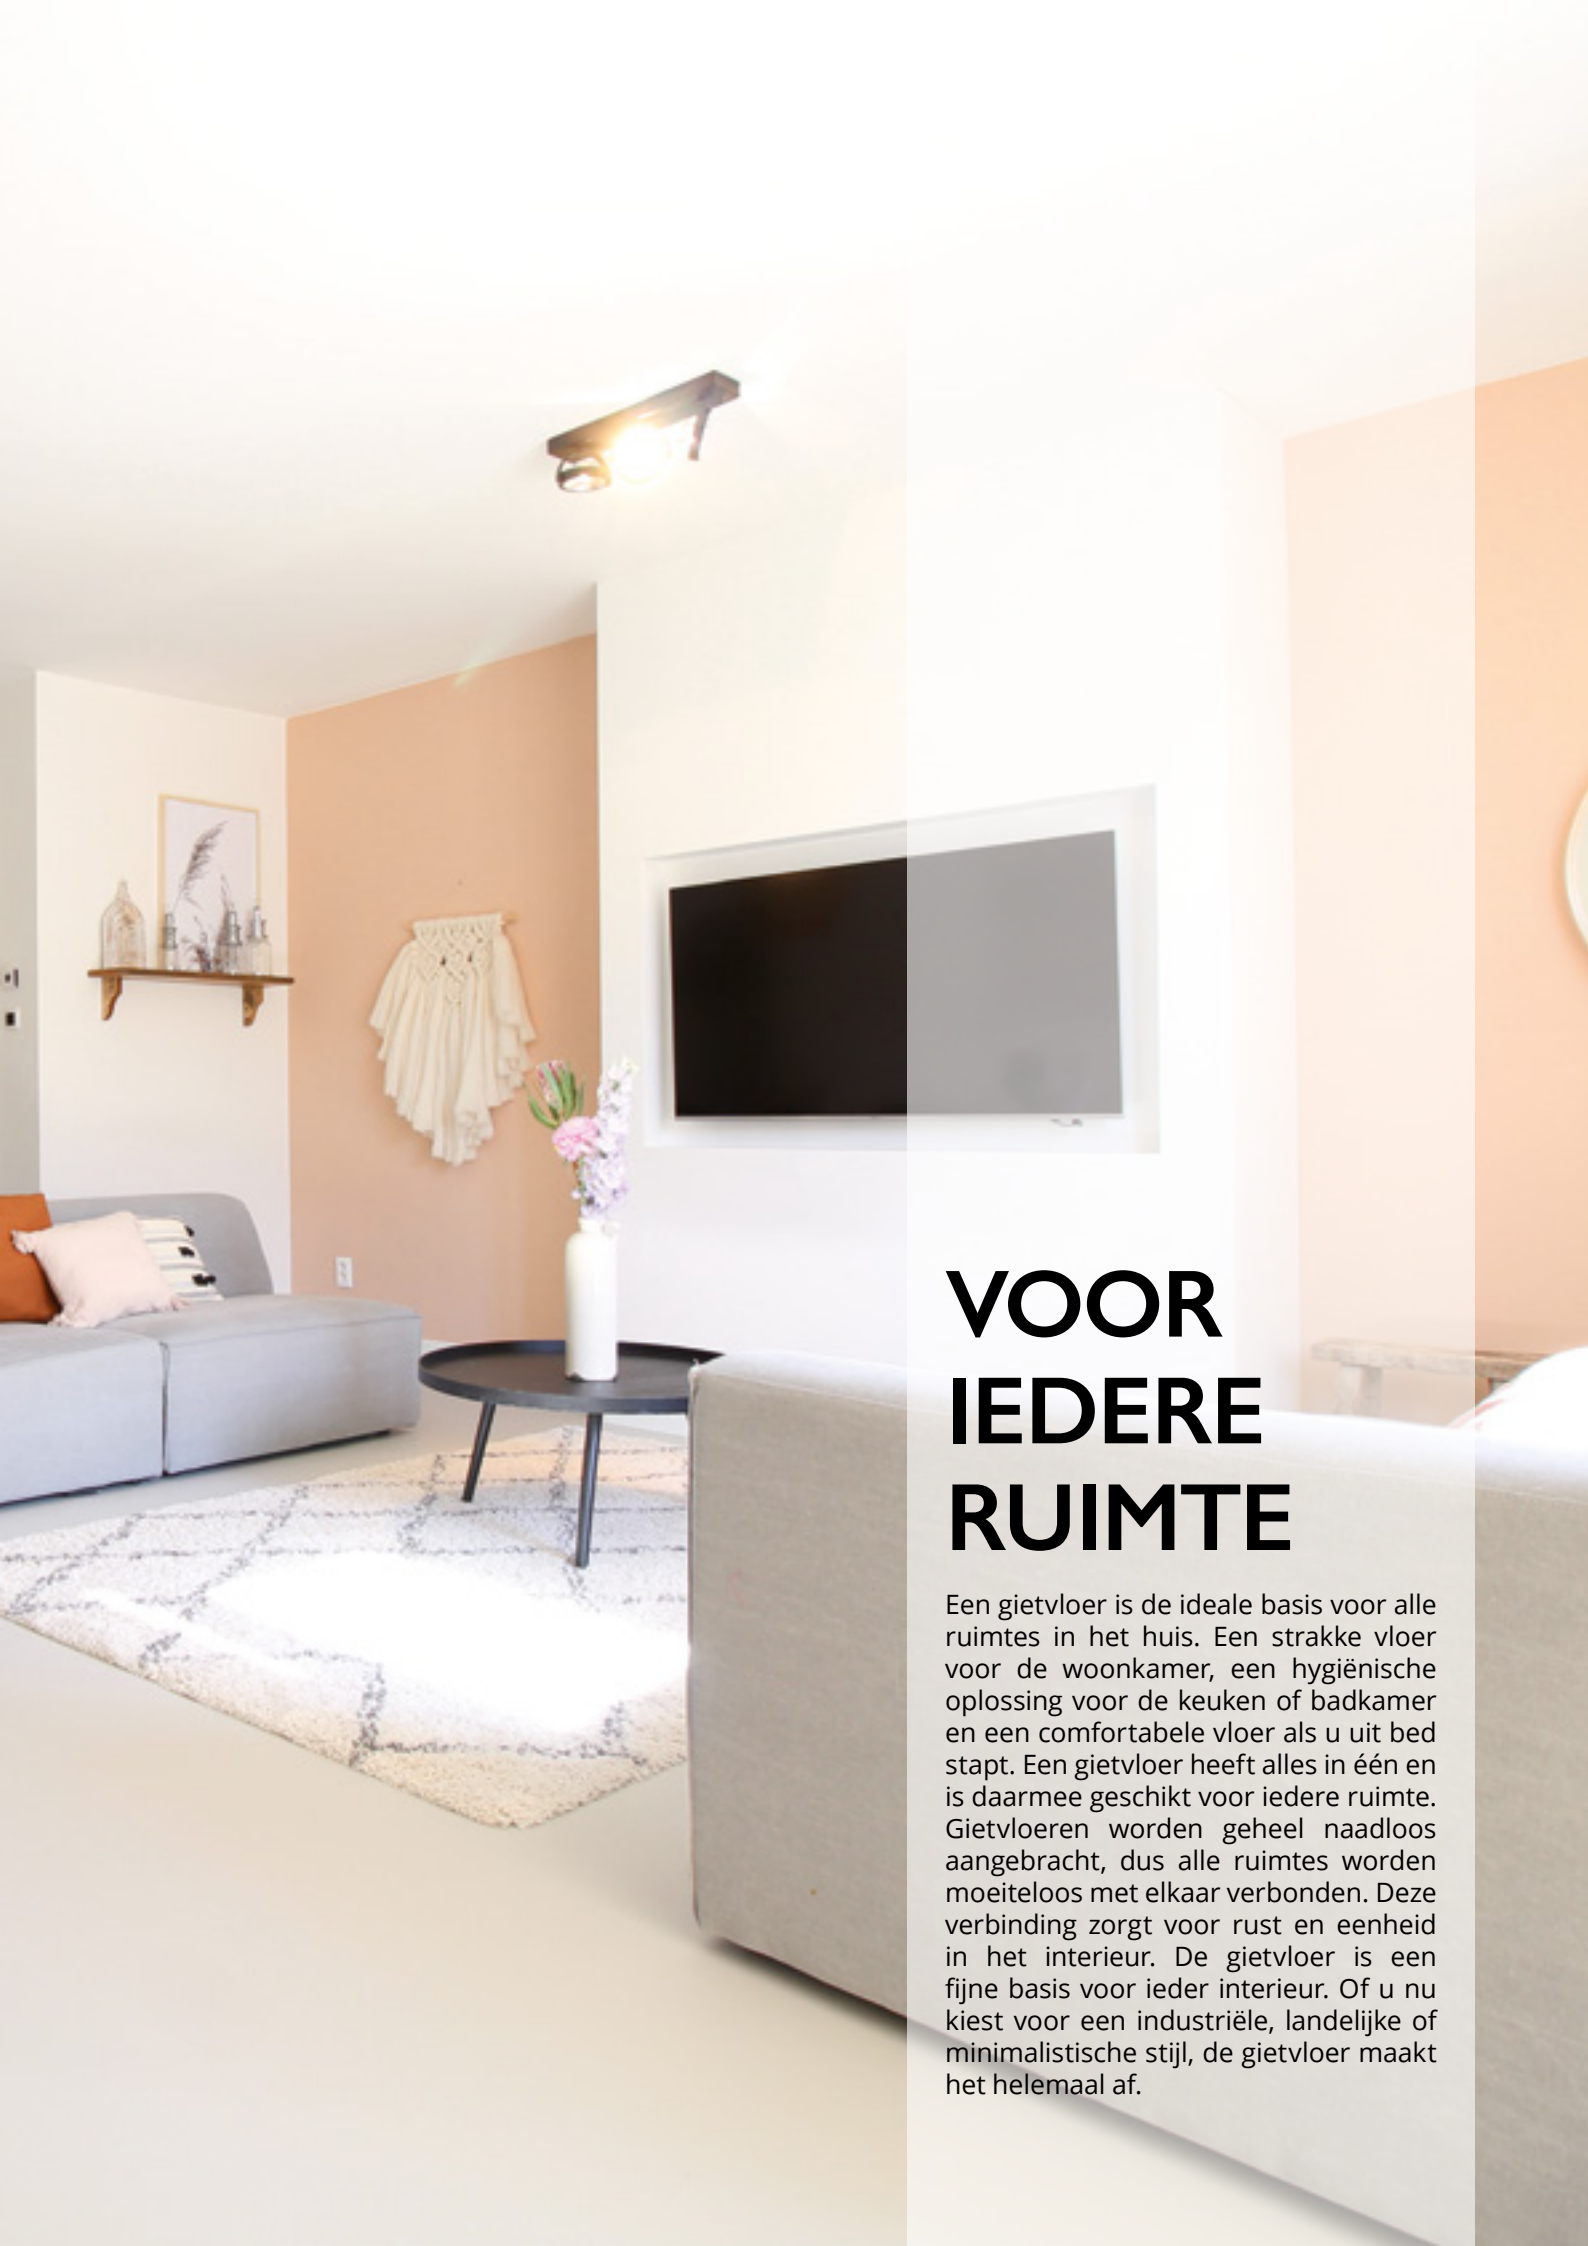 VOOR
IEDERE
RUIMTE
Een gietvloer is de ideale basis voor alle
ruimtes in het huis. Een strakke vloer
voor de woonkamer, een hygiënische
oplossing voor de keuken of badkamer
en een comfortabele vloer als u uit bed
stapt. Een gietvloer heeft alles in één en
is daarmee geschikt voor iedere ruimte.
Gietvloeren worden geheel naadloos
aangebracht, dus alle ruimtes worden
moeiteloos met elkaar verbonden. Deze
verbinding zorgt voor rust en eenheid
in het interieur. De gietvloer is een
fijne basis voor ieder interieur. Of u nu
kiest voor een industriële, landelijke of
minimalistische stijl, de gietvloer maakt
het helemaal af.